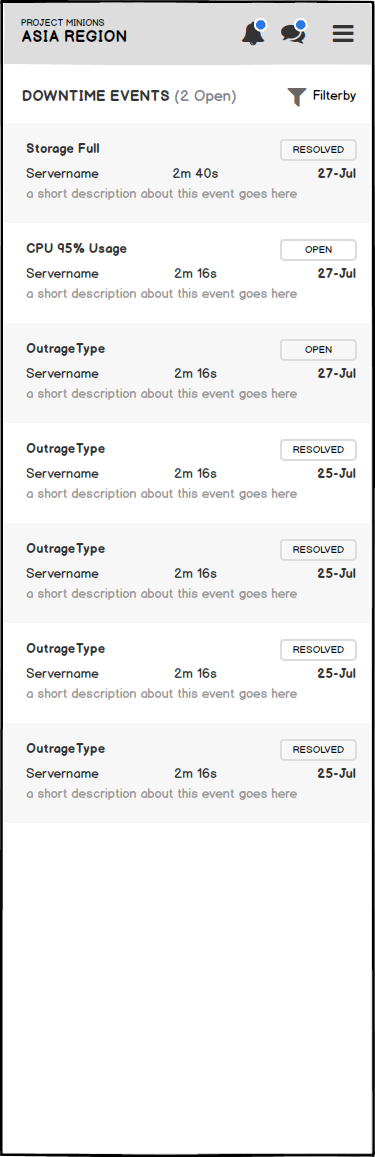 PROJECT MINIONS
ASIA REGION
DOWNTIME EVENTS (2 Open) Filterby
Storage Full RESOLVED
Servername 2m 40s 27-Jul
a short description about this event goes here
CPU 95% Usage OPEN
Servername 2m 16s 27-Jul
a short description about this event goes here
OutrageType OPEN
Servername 2m 16s 27-Jul
a short description about this event goes here
OutrageType RESOLVED
Servername 2m 16s 25-Jul
a short description about this event goes here
OutrageType RESOLVED
Servername 2m 16s 25-Jul
a short description about this event goes here
OutrageType RESOLVED
Servername 2m 16s 25-Jul
a short description about this event goes here
OutrageType RESOLVED
Servername 2m 16s 25-Jul
a short description about this event goes here